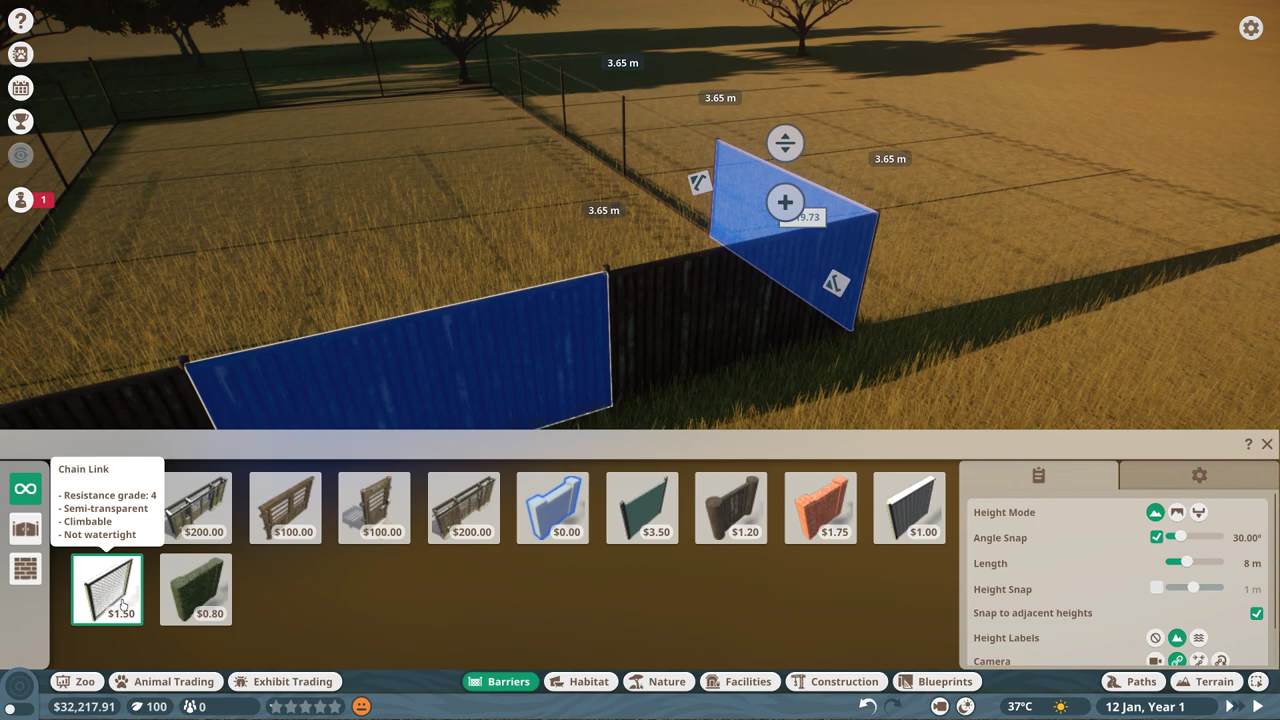 ?
3.65 m
3.65 m
3.65 m
9.73
3.65 m
1
? ×
Chain Link
- Resistance grade: 4
- Semi-transparent
- Climbable
- Not watertight
$200.00
$100.00
$100.00
$200.00
$0.00
$3.50
$1.20
$1.75
$1.00
$1.50
$0.80
Height Mode
Angle Snap 30.00°
Length 8 m
Height Snap 1 m
Snap to adjacent heights
Height Labels
Camera
Zoo Animal Trading Exhibit Trading Barriers Habitat Nature Facilities Construction Blueprints Paths Terrain
$32,217.91 100 0 37°C 12 Jan, Year 1